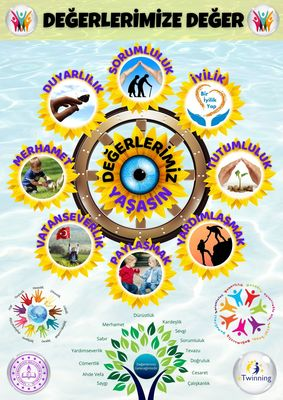 DEĞERLERİMİZE DEĞER
SORUMLULUK
DUYARLILIK
İYİLİK
Bir
İyilik
Yap
MERHAMET
TUTUMLULUK
DEĞERLERİMİZ
YAŞASIN
VATANSEVERLİK
YARDIMLAŞMAK
PAYLAŞMAK
Dürüstlük
Merhamet
Kardeşlik
Sevgi
Sabır
Sorumluluk
Yardımseverlik
Tevazu
Cömertlik
Doğruluk
Ahde Vefa
Cesaret
Saygı
Çalışkanlık
eTwinning